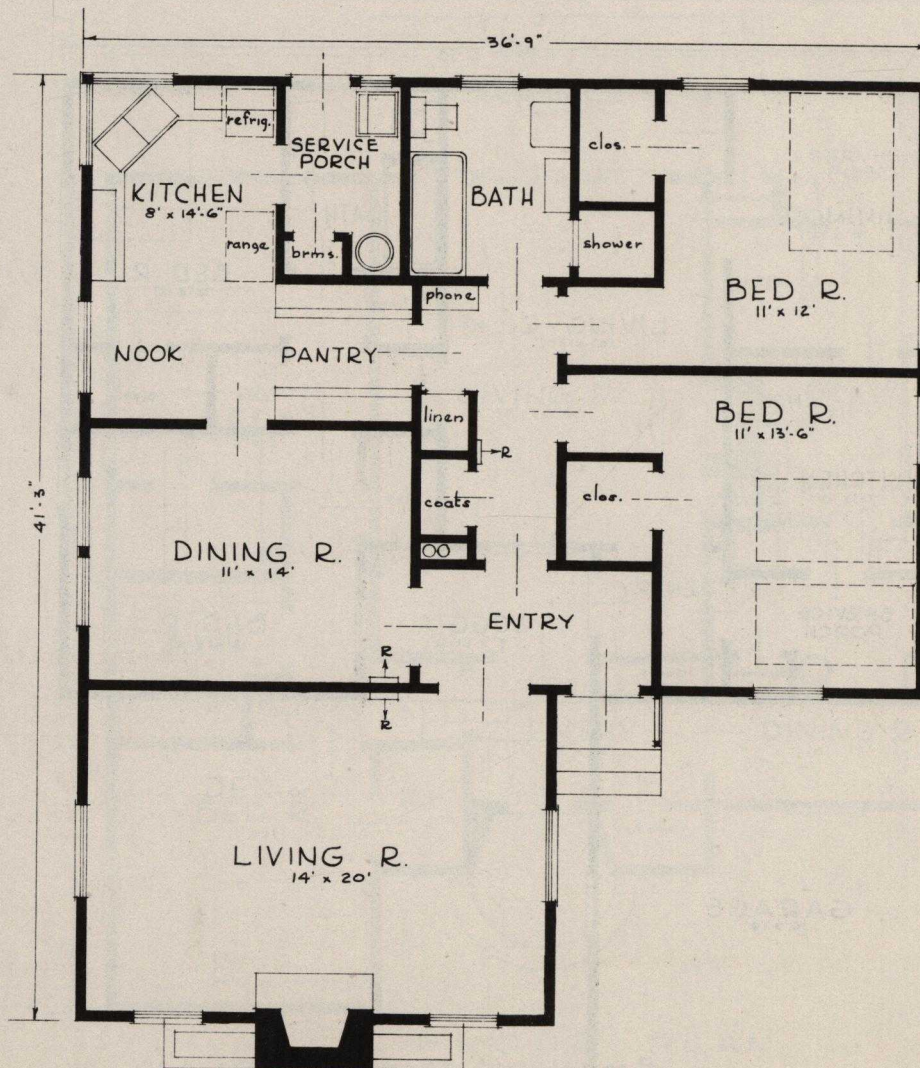 36'-9"
refrig.
SERVICE
PORCH
clos.
KITCHEN
8' x 14'-6"
BATH
range
brms.
shower
phone
BED R.
11' x 12'
NOOK
PANTRY
linen
BED R.
11' x 13'-6"
R
41'-3"
coats
clos.
DINING R.
11' x 14'
ENTRY
R
R
LIVING R.
14' x 20'
GARAGE